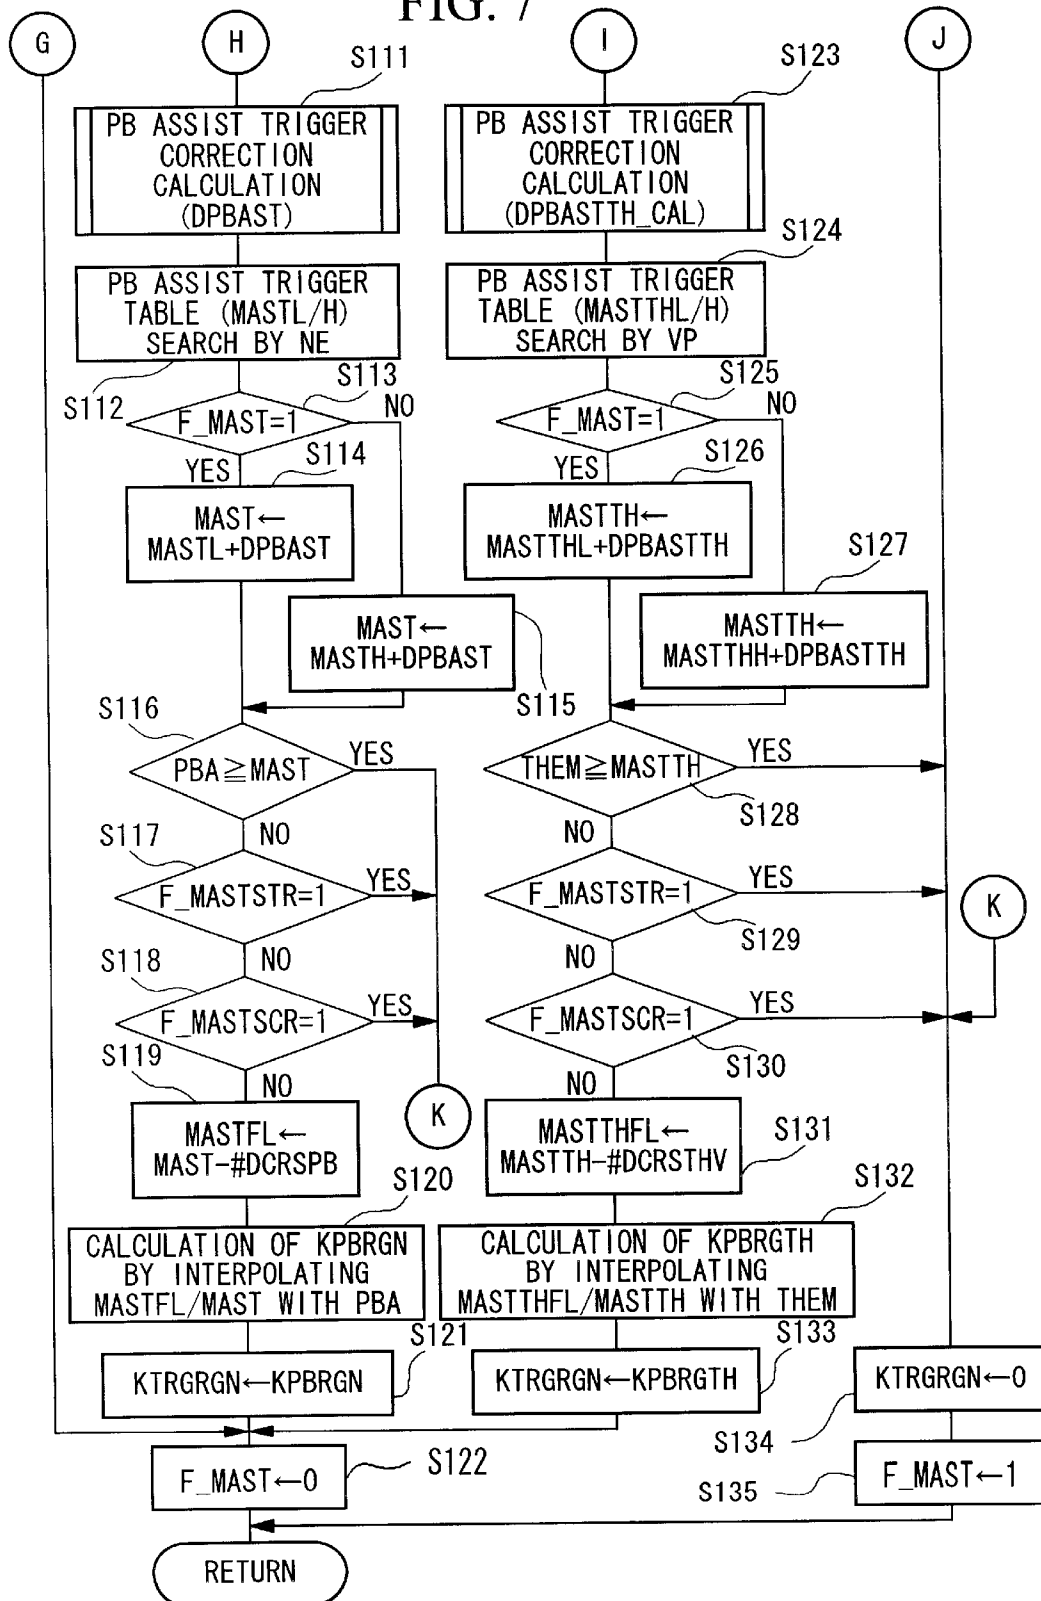 FIG. 7
G
H
I
J
S111
PB ASSIST TRIGGER
CORRECTION
CALCULATION
(DPBAST)
S123
PB ASSIST TRIGGER
CORRECTION
CALCULATION
(DPBASTTH_CAL)
PB ASSIST TRIGGER
TABLE (MASTL/H)
SEARCH BY NE
S112
S124
PB ASSIST TRIGGER
TABLE (MASTTHL/H)
SEARCH BY VP
S113
F_MAST=1
NO
YES
S125
F_MAST=1
NO
YES
S114
MAST←
MASTL+DPBAST
S126
MASTTH←
MASTTHL+DPBASTTH
MAST←
MASTH+DPBAST
S115
S127
MASTTH←
MASTTHH+DPBASTTH
S116
PBA≧MAST
YES
NO
THEM≧MASTTH
YES
S128
NO
S117
F_MASTSTR=1
YES
NO
F_MASTSTR=1
YES
S129
NO
K
S118
F_MASTSCR=1
YES
NO
F_MASTSCR=1
YES
S130
NO
S119
MASTFL←
MAST-#DCRSPB
K
MASTTHFL←
MASTTH-#DCRSTHV
S131
S120
CALCULATION OF KPBRGN
BY INTERPOLATING
MASTFL/MAST WITH PBA
S132
CALCULATION OF KPBRGTH
BY INTERPOLATING
MASTTHFL/MASTTH WITH THEM
S121
KTRGRGN←KPBRGN
S133
KTRGRGN←KPBRGTH
KTRGRGN←0
S134
F_MAST←0
S122
F_MAST←1
S135
RETURN